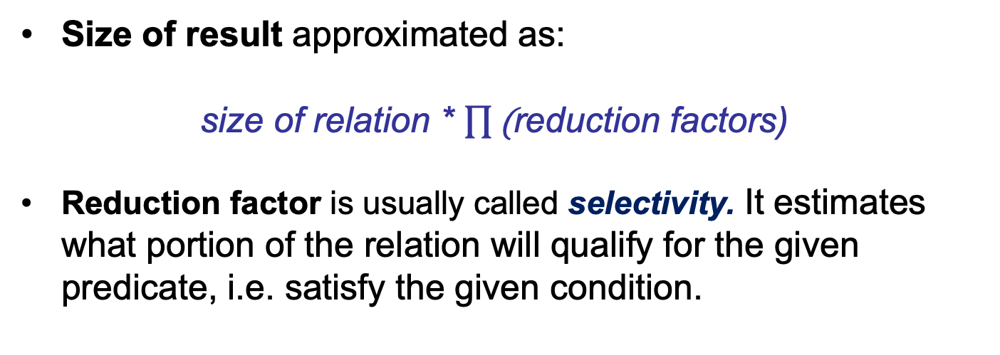 • Size of result approximated as:
size of relation * ∏ (reduction factors)
• Reduction factor is usually called selectivity. It estimates
what portion of the relation will qualify for the given
predicate, i.e. satisfy the given condition.